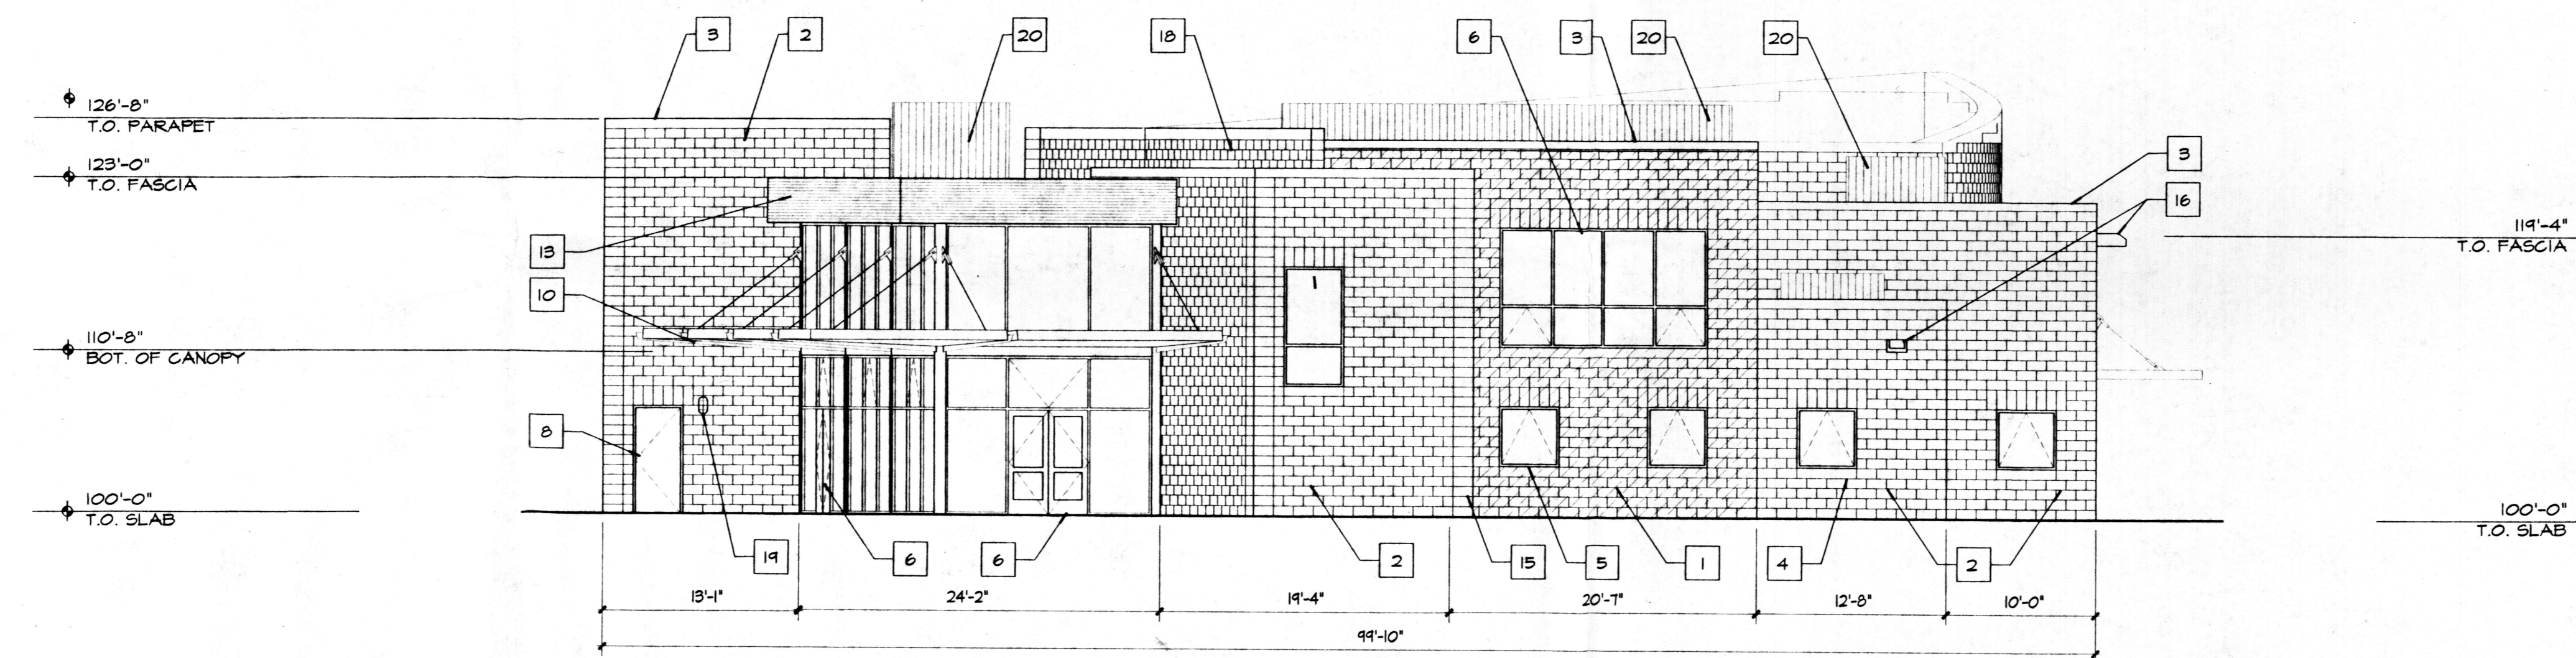 3 2 20 18 6 3 20 20
126'-8"
T.O. PARAPET
123'-0"
T.O. FASCIA
3
16
119'-4"
T.O. FASCIA
13
10
110'-8"
BOT. OF CANOPY
8
100'-0"
T.O. SLAB
100'-0"
T.O. SLAB
19 6 6 2 15 5 1 4 2
13'-1" 24'-2" 19'-4" 20'-7" 12'-8" 10'-0"
99'-10"